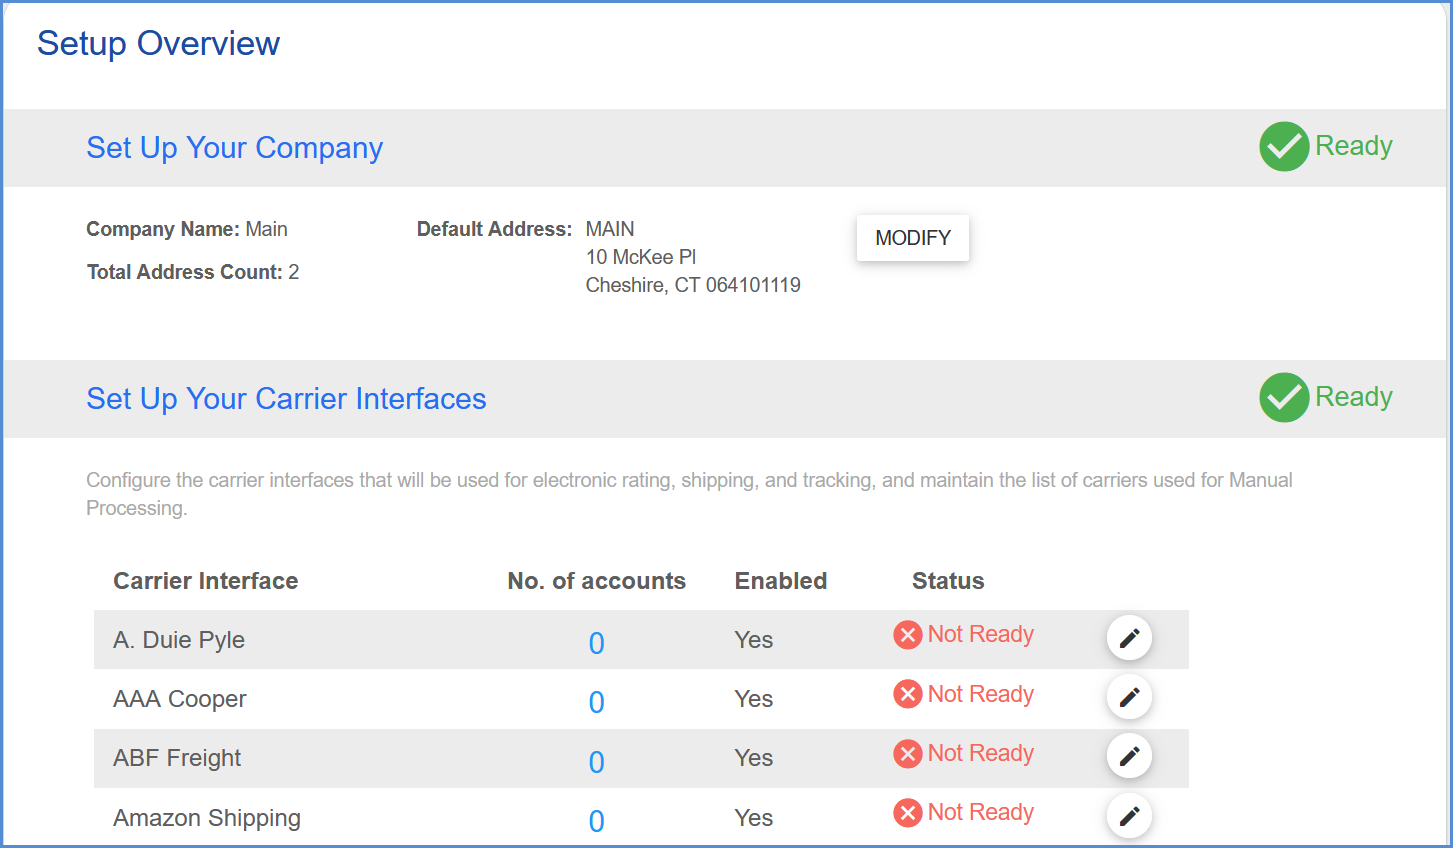 Setup Overview
Set Up Your Company
Ready
Company Name: Main
Default Address: MAIN
MODIFY
10 McKee Pl
Total Address Count: 2
Cheshire, CT 064101119
Set Up Your Carrier Interfaces
Ready
Configure the carrier interfaces that will be used for electronic rating, shipping, and tracking, and maintain the list of carriers used for Manual
Processing.
Carrier Interface No. of accounts Enabled Status
A. Duie Pyle 0 Yes Not Ready
AAA Cooper 0 Yes Not Ready
ABF Freight 0 Yes Not Ready
Amazon Shipping 0 Yes Not Ready